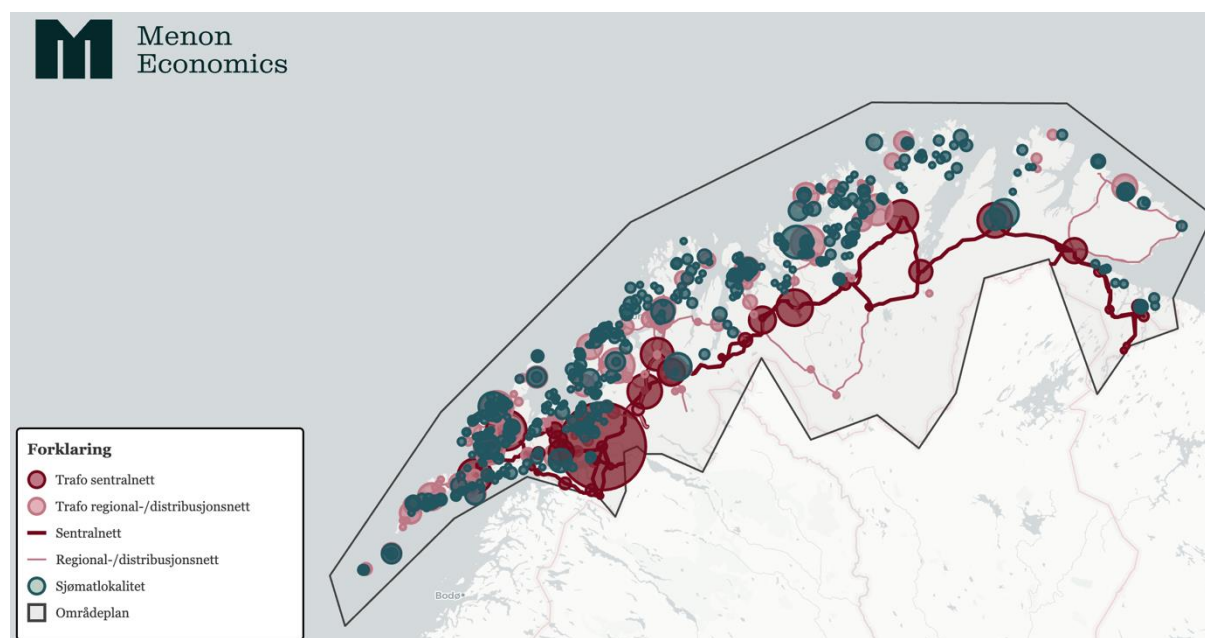 Menon
Economics
Forklaring
Trafo sentralnett
Trafo regional-/distribusjonsnett
Sentralnett
Regional-/distribusjonsnett
Sjømatlokalitet
Områdeplan
Bodø